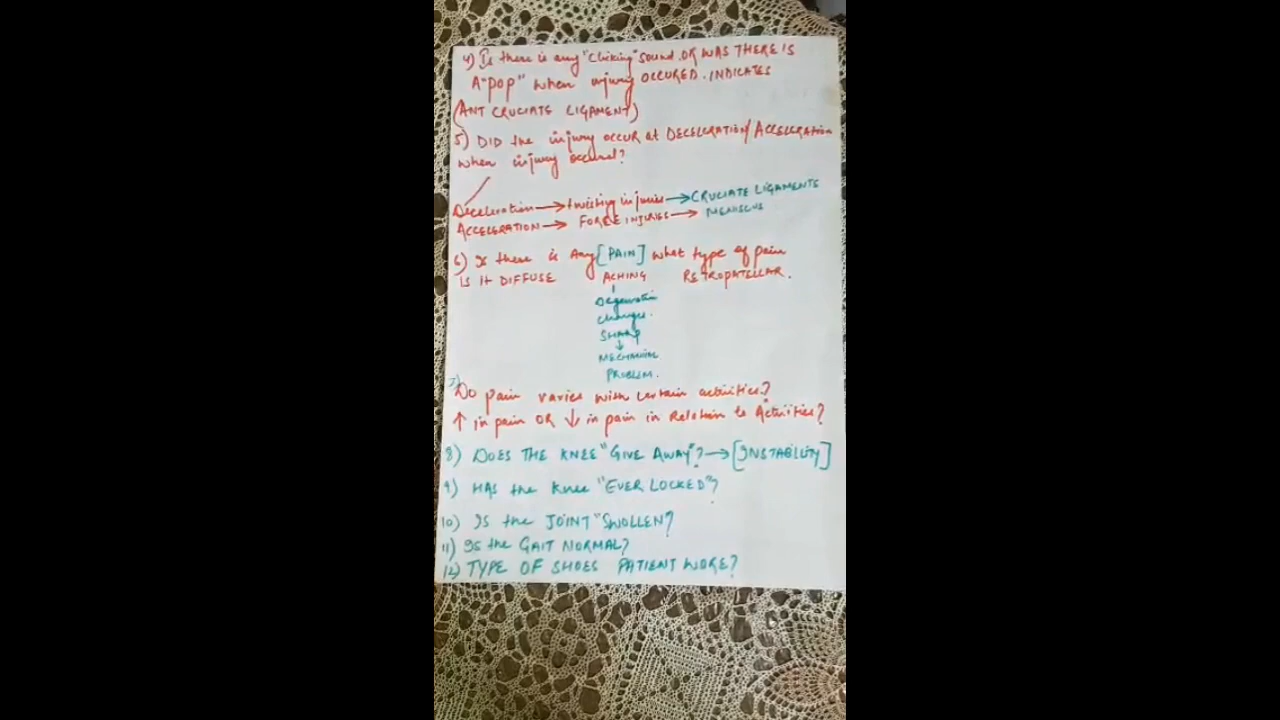 4) Is there is any "Clicking" sound. OR WAS THERE IS
A "POP" when injury OCCURED. INDICATES
(ANT CRUCIATE LIGAMENT)
5) DID the injury OCCUR at DECELERATION/ACCELERATION
when injury occured?
Deceleration → twisting injuries → CRUCIATE LIGAMENTS
ACCELERATION → FORCE INJURIES → MENISCUS
6) Is there is Any [PAIN] what type of pain
IS It DIFFUSE ACHING RETROPATELLAR.
Degenerative
changes.
SHARP
↓
MECHANICAL
PROBLEM.
7) Do pain varies with certain activities?
↑ in pain OR ↓ in pain in Relation to Activities?
8) DOES THE KNEE "GIVE AWAY"? → [INSTABILITY]
9) HAS the Knee "EVER LOCKED"?
10) Is the JOINT "SWOLLEN?
11) Is the GAIT NORMAL?
12) TYPE OF SHOES PATIENT WORE?